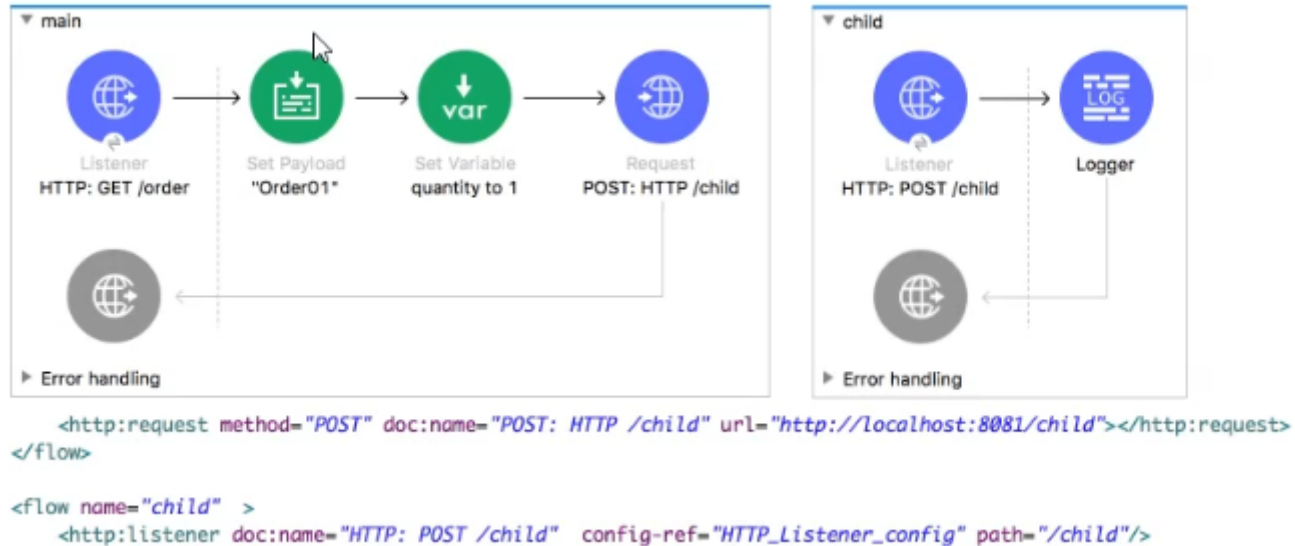 main
Listener
HTTP: GET /order
Set Payload
"Order01"
var
Set Variable
quantity to 1
Request
POST: HTTP /child
Error handling
child
Listener
HTTP: POST /child
LOG
Logger
Error handling
<http:request method="POST" doc:name="POST: HTTP /child" url="http://localhost:8081/child"></http:request>
</flow>
<flow name="child" >
<http:listener doc:name="HTTP: POST /child" config-ref="HTTP_Listener_config" path="/child"/>